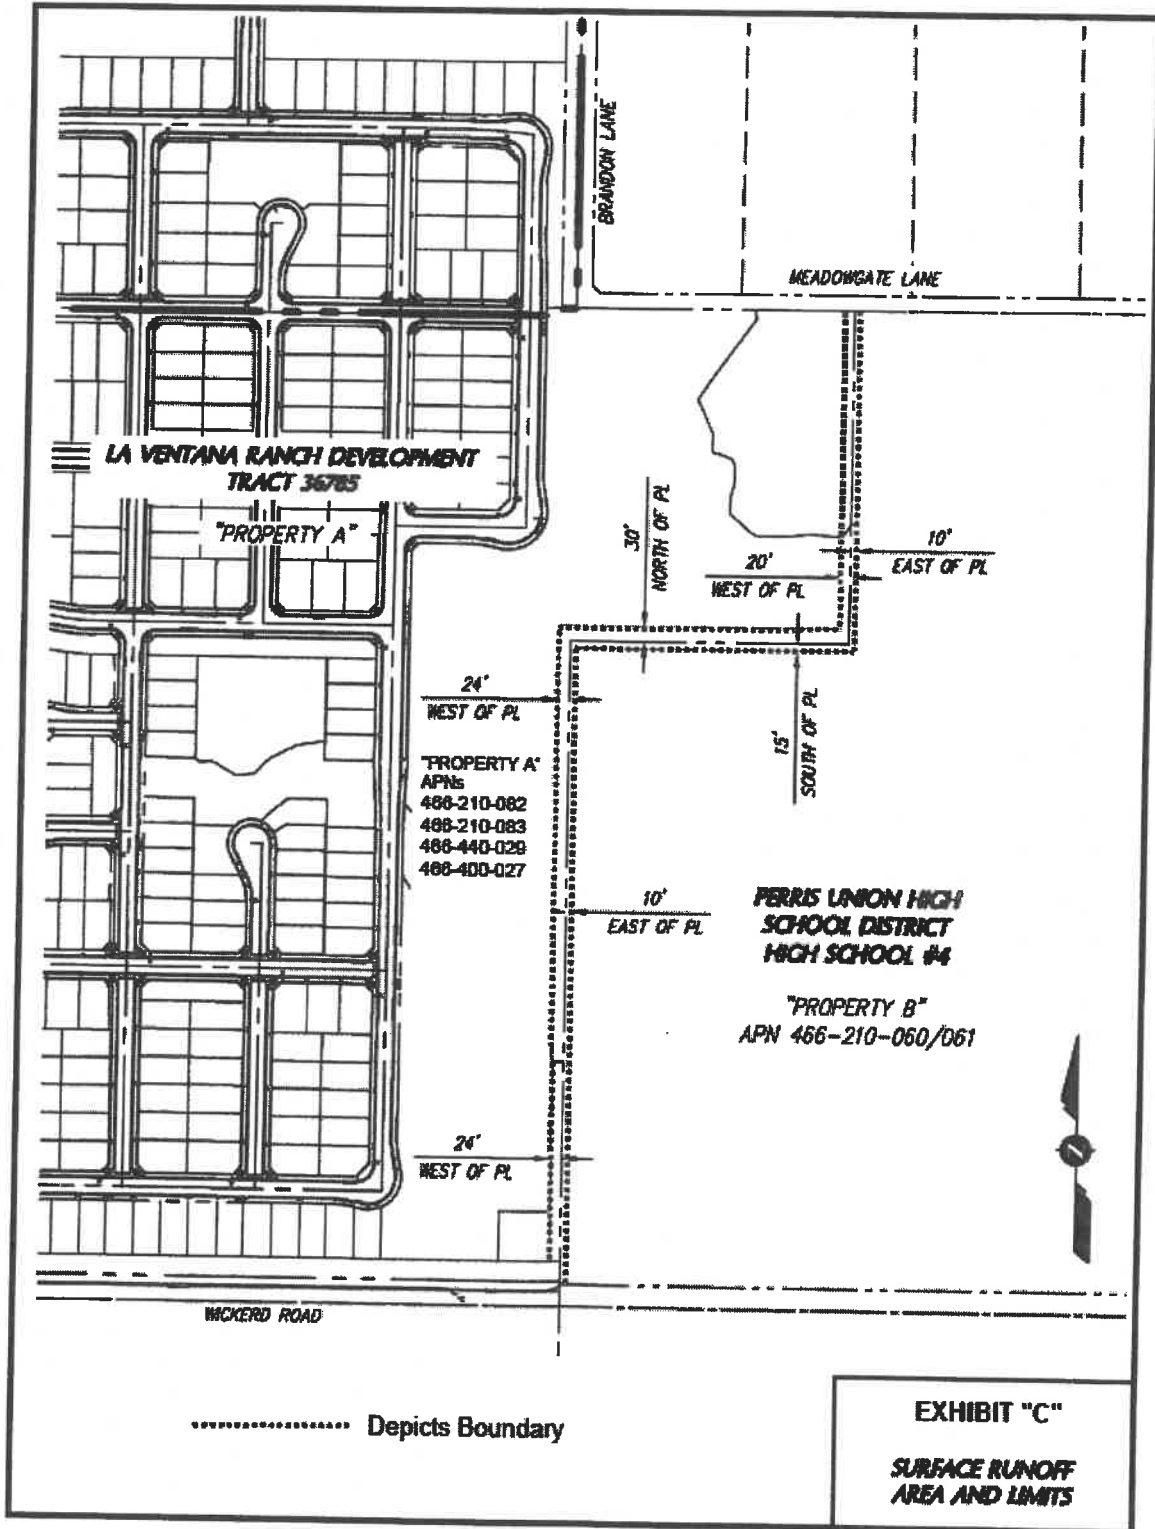 BRANDON LANE
MEADOWGATE LANE
LA VENTANA RANCH DEVELOPMENT
TRACT 36785
"PROPERTY A"
30'
NORTH OF PL
20'
WEST OF PL
10'
EAST OF PL
24'
WEST OF PL
15'
SOUTH OF PL
"PROPERTY A"
APNs
466-210-082
466-210-083
466-440-029
466-400-027
10'
EAST OF PL
PERRIS UNION HIGH
SCHOOL DISTRICT
HIGH SCHOOL #4
"PROPERTY B"
APN 466-210-060/061
24'
WEST OF PL
WICKERD ROAD
Depicts Boundary
EXHIBIT "C"
SURFACE RUNOFF
AREA AND LIMITS